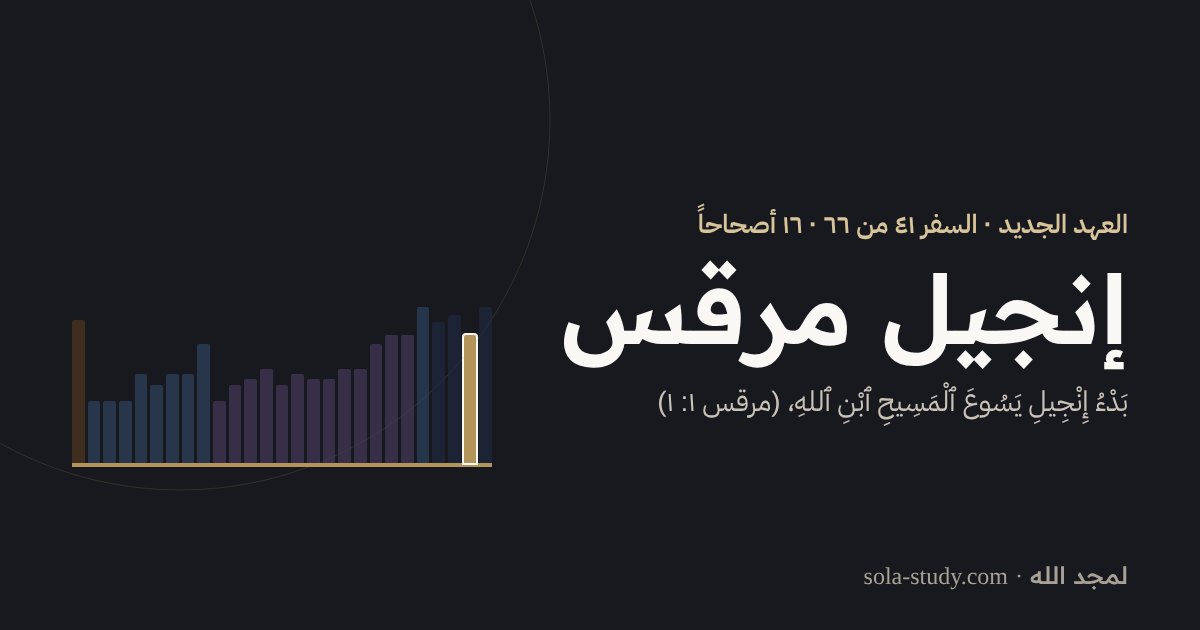 العهد الجديد · السفر ٤١ من ٦٦ · ١٦ أصحاحاً
إنجيل مرقس
بَدْءُ إِنْجِيلِ يَسُوعَ ٱلْمَسِيحِ ٱبْنِ ٱللهِ، (مرقس ١: ١)
لمجد الله · sola-study.com